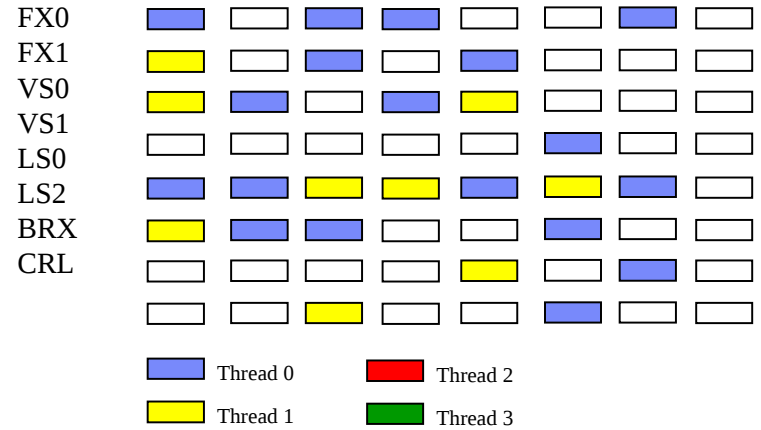 FX0
FX1
VS0
VS1
LS0
LS2
BRX
CRL
Thread 0
Thread 2
Thread 1
Thread 3